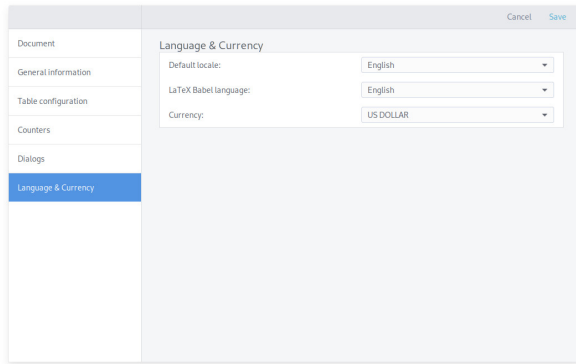 Cancel Save
Document
General information
Table configuration
Counters
Dialogs
Language & Currency
Language & Currency
Default locale: English
LaTeX Babel language: English
Currency: US DOLLAR